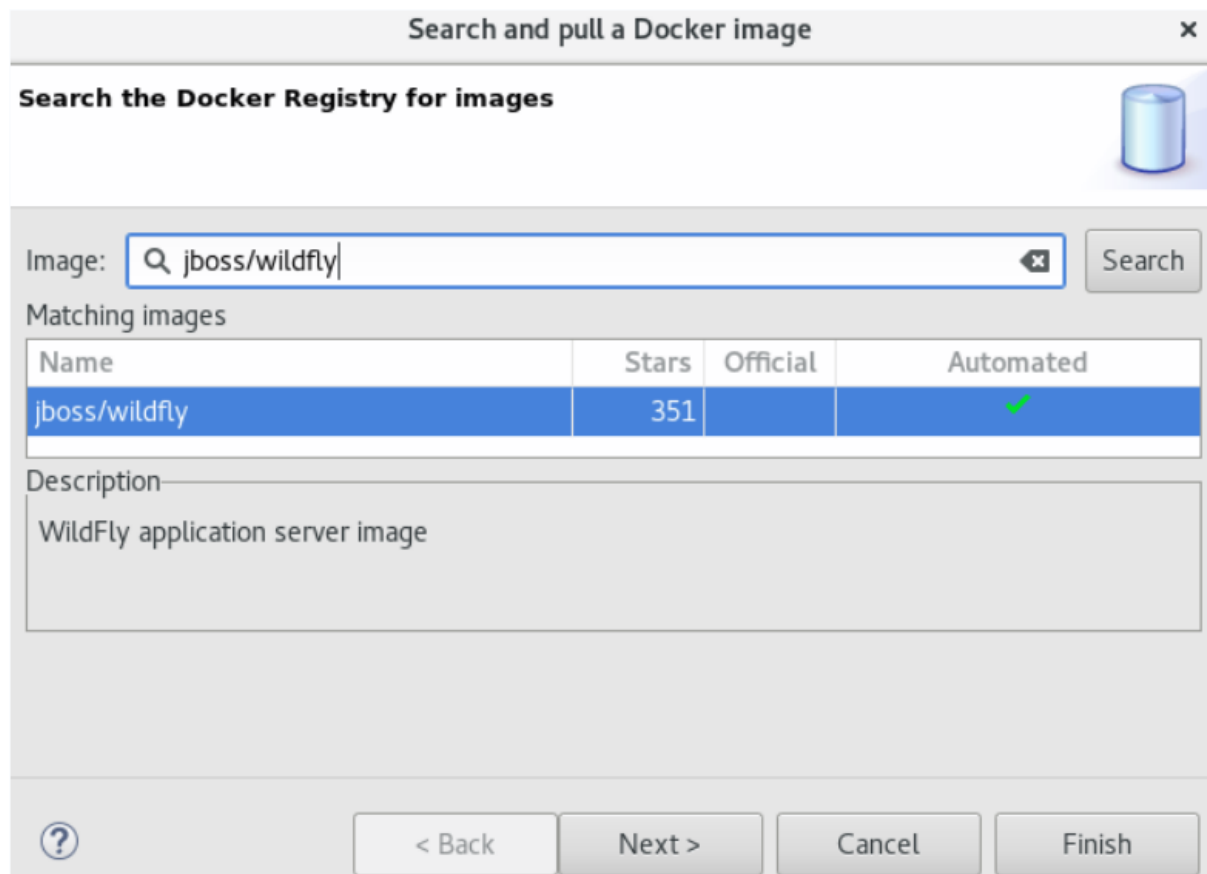 Search and pull a Docker image
Search the Docker Registry for images
Image: jboss/wildfly Search
Matching images
Name Stars Official Automated
jboss/wildfly 351
Description
WildFly application server image
? < Back Next > Cancel Finish